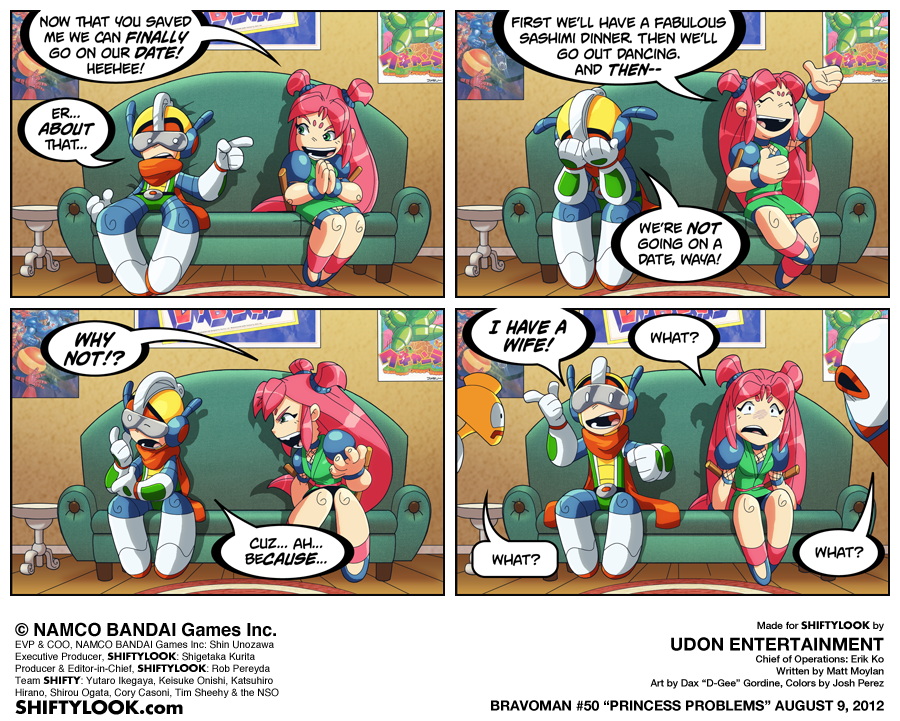 NOW THAT YOU SAVED
ME WE CAN FINALLY
GO ON OUR DATE!
HEEHEE!
ER...
ABOUT
THAT...
FIRST WE'LL HAVE A FABULOUS
SASHIMI DINNER. THEN WE'LL
GO OUT DANCING.
AND THEN--
WE'RE NOT
GOING ON A
DATE, WAYA!
WHY
NOT!?
CUZ... AH...
BECAUSE...
I HAVE A
WIFE!
WHAT?
WHAT?
WHAT?
© NAMCO BANDAI Games Inc.
EVP & COO, NAMCO BANDAI Games Inc: Shin Unozawa
Executive Producer, SHIFTYLOOK: Shigetaka Kurita
Producer & Editor-in-Chief, SHIFTYLOOK: Rob Pereyda
Team SHIFTY: Yutaro Ikegaya, Keisuke Onishi, Katsuhiro
Hirano, Shirou Ogata, Cory Casoni, Tim Sheehy & the NSO
SHIFTYLOOK.com
Made for SHIFTYLOOK by
UDON ENTERTAINMENT
Chief of Operations: Erik Ko
Written by Matt Moylan
Art by Dax "D-Gee" Gordine, Colors by Josh Perez
BRAVOMAN #50 "PRINCESS PROBLEMS" AUGUST 9, 2012